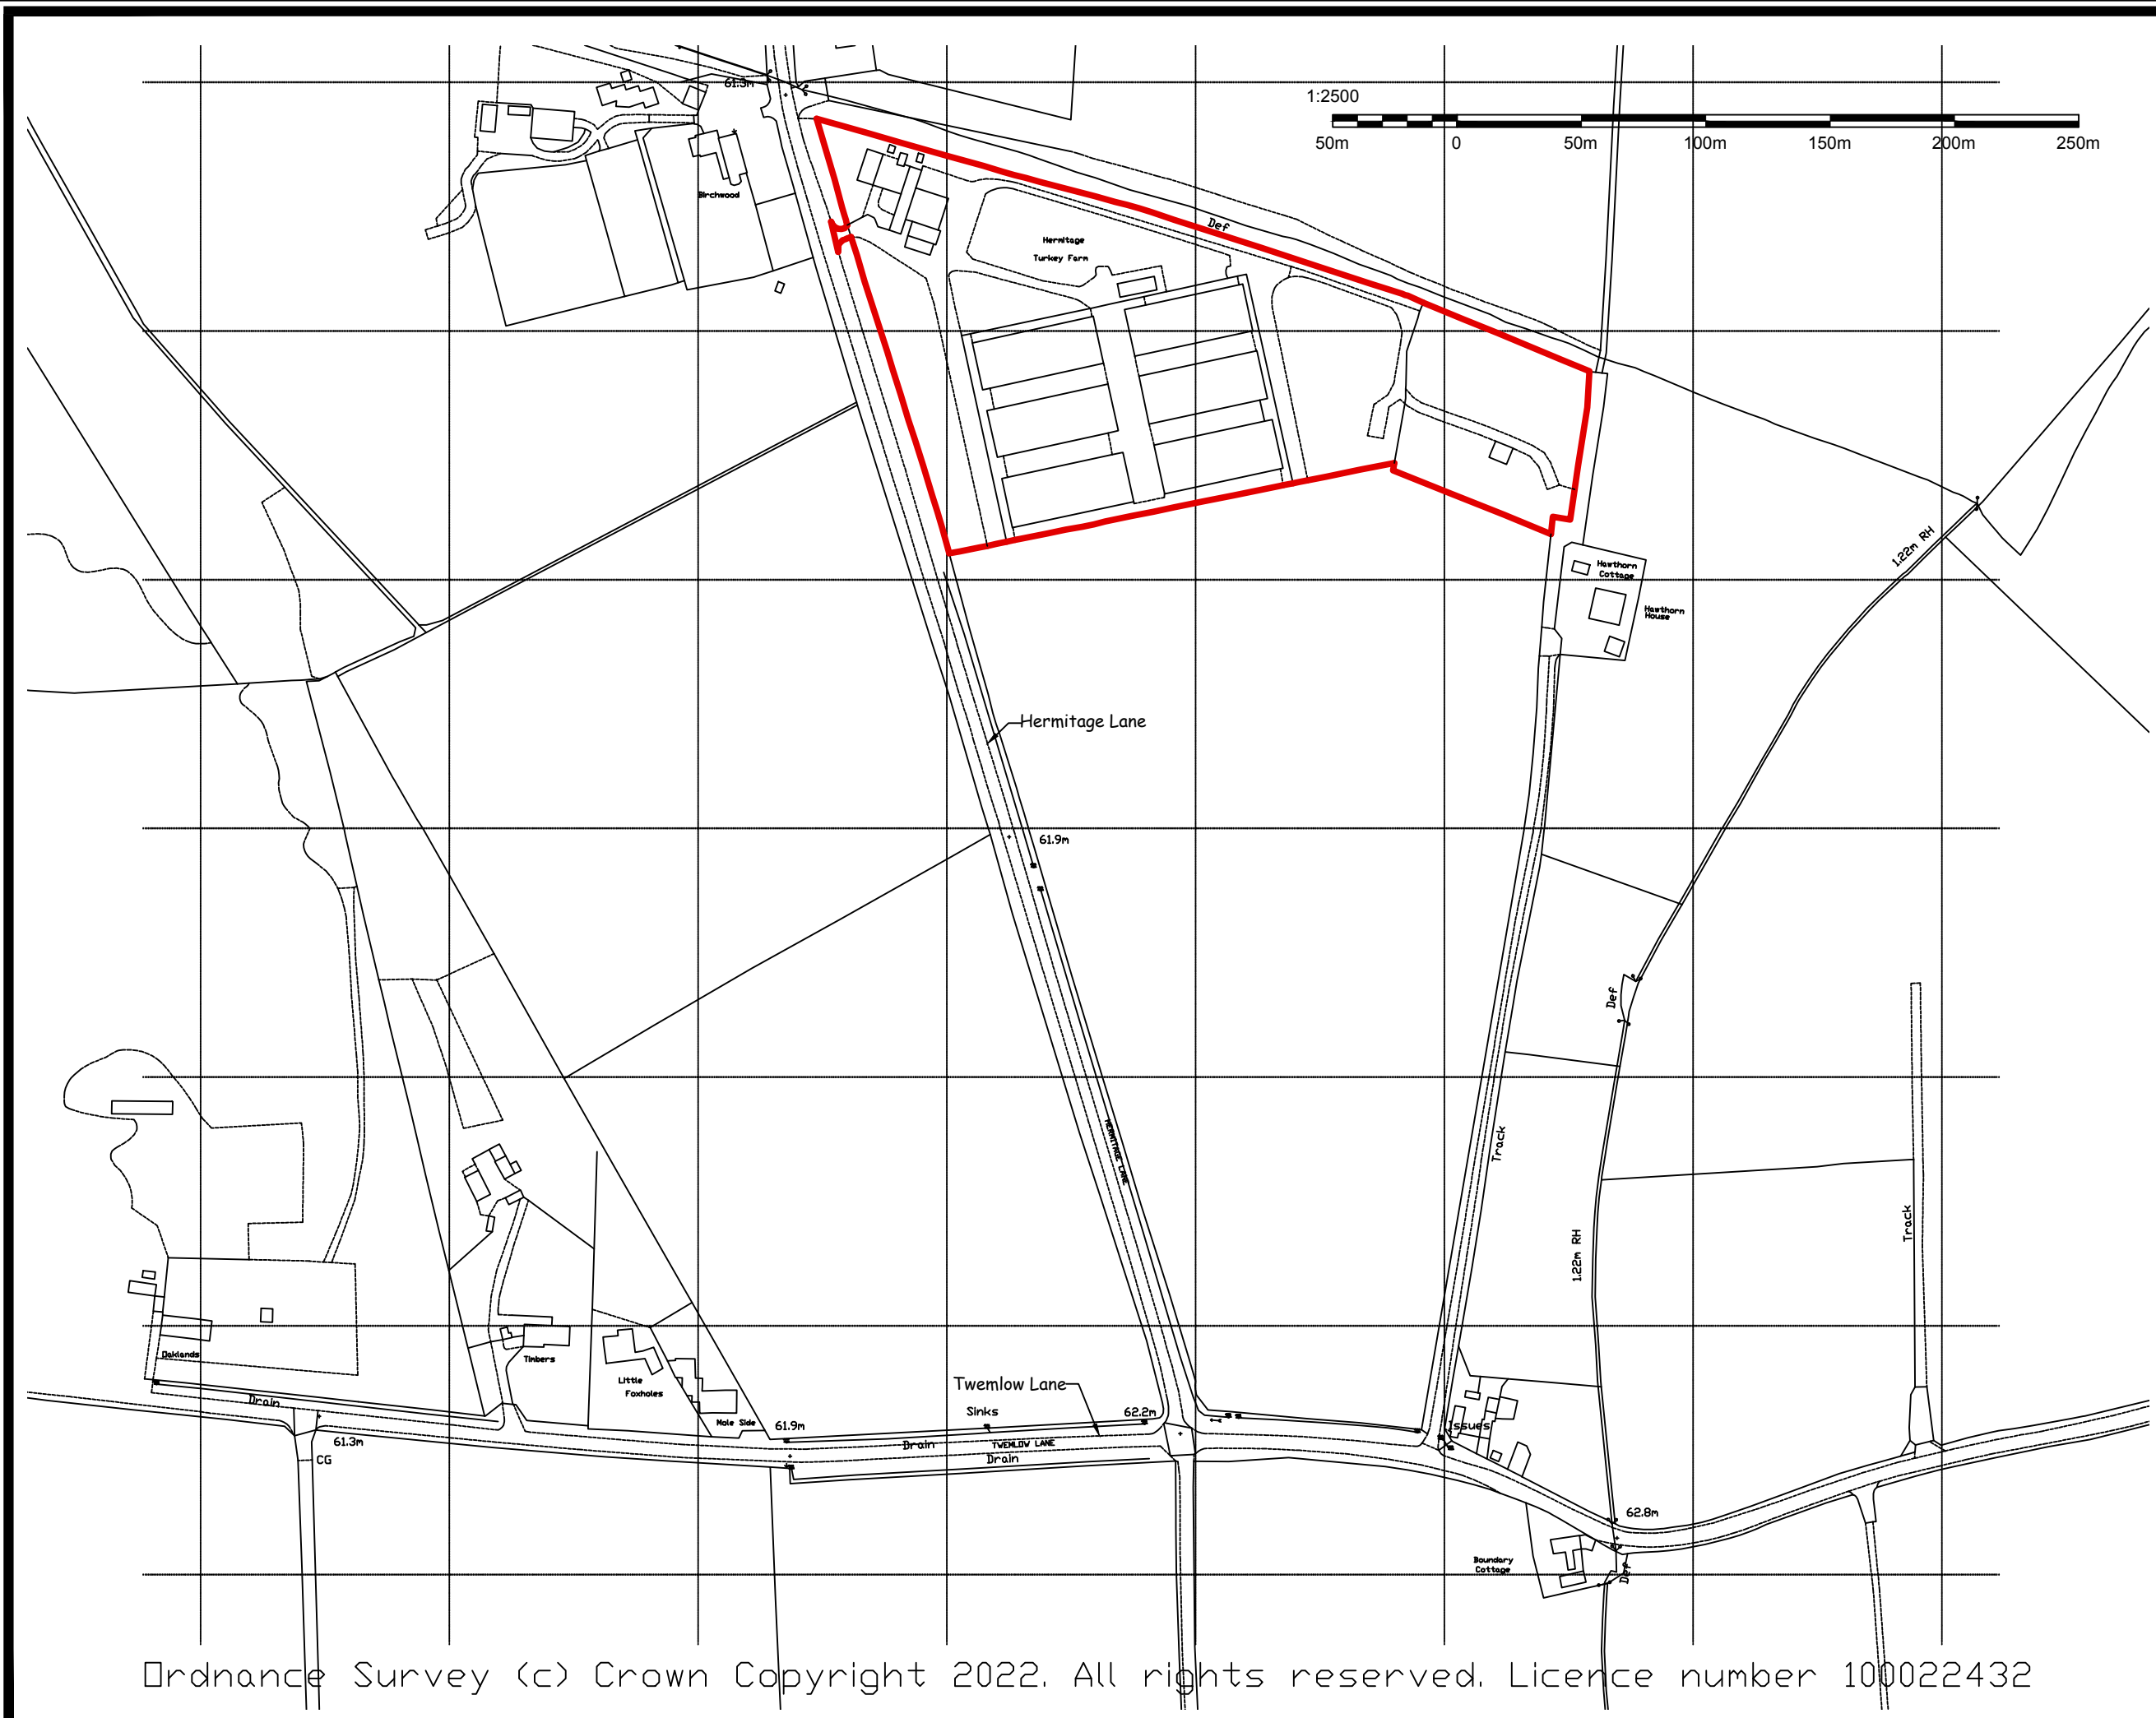 1:2500
50m 0 50m 100m 150m 200m 250m
61.3m
Birchwood
Def
Hermitage
Turkey Farm
1.22m RH
Hawthorn
Cottage
Hawthorn
House
Hermitage Lane
61.9m
Def
HERMITAGE LANE
Track
Track
1.22m RH
Oaklands
Timbers
Little
Foxholes
Twemlow Lane
Drain
Mole Side
61.9m
Sinks
62.2m
Issues
61.3m
CG
Drain
TWEMLOW LANE
Drain
62.8m
Boundary
Cottage
Def
Ordnance Survey (c) Crown Copyright 2022. All rights reserved. Licence number 100022432